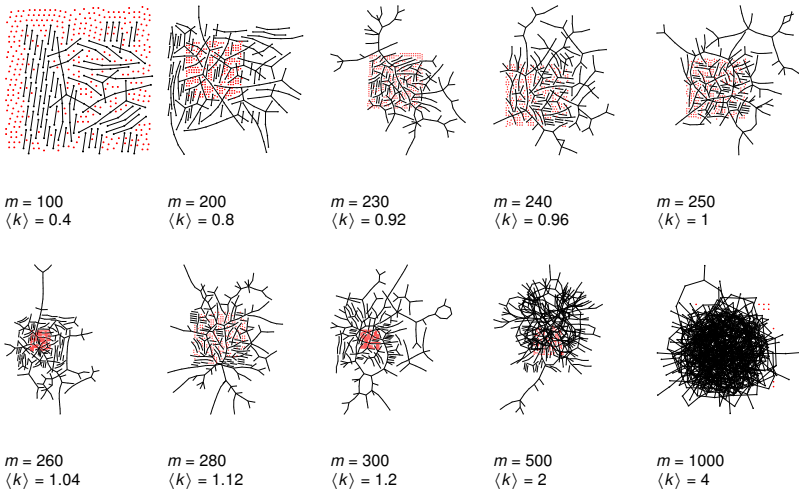 m = 100
⟨k⟩ = 0.4
m = 200
⟨k⟩ = 0.8
m = 230
⟨k⟩ = 0.92
m = 240
⟨k⟩ = 0.96
m = 250
⟨k⟩ = 1
m = 260
⟨k⟩ = 1.04
m = 280
⟨k⟩ = 1.12
m = 300
⟨k⟩ = 1.2
m = 500
⟨k⟩ = 2
m = 1000
⟨k⟩ = 4